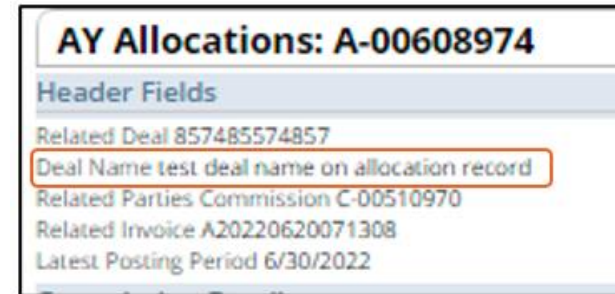 AY Allocations: A-00608974
Header Fields
Related Deal 857485574857
Deal Name test deal name on allocation record
Related Parties Commission C-00510970
Related Invoice A20220620071308
Latest Posting Period 6/30/2022